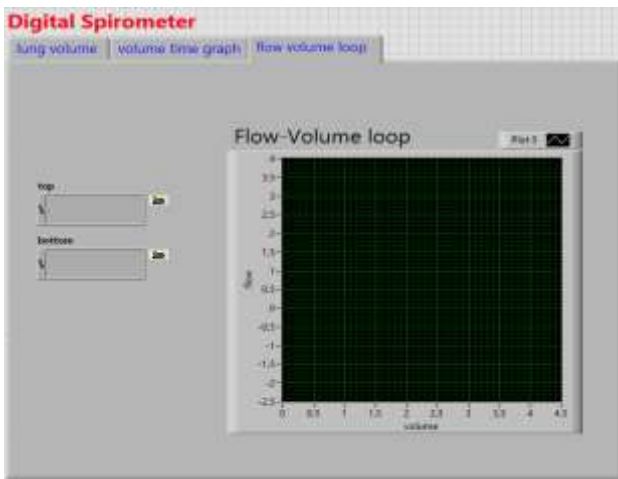 Digital Spirometer
lung volume volume time graph flow volume loop
Flow-Volume loop
top
bottom
4
3.5
3
2.5
2
1.5
1
0.5
0
-0.5
-1
-1.5
-2
-2.5
flow
0 0.5 1 1.5 2 2.5 3 3.5 4 4.5
volume